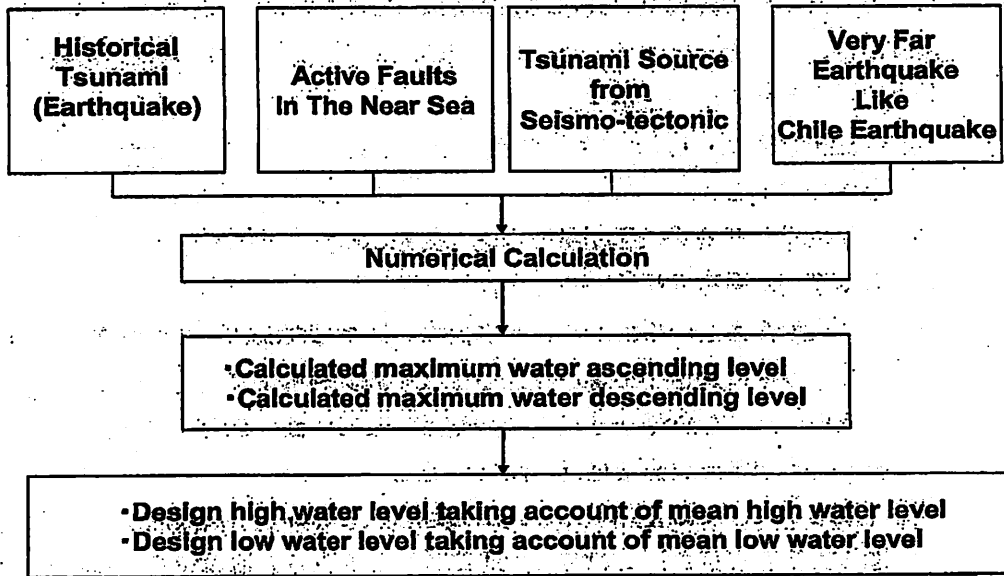 Historical
Tsunami
(Earthquake)
Active Faults
In The Near Sea
Tsunami Source
from
Seismo-tectonic
Very Far
Earthquake
Like
Chile Earthquake
Numerical Calculation
・Calculated maximum water ascending level
・Calculated maximum water descending level
・Design high water level taking account of mean high water level
・Design low water level taking account of mean low water level